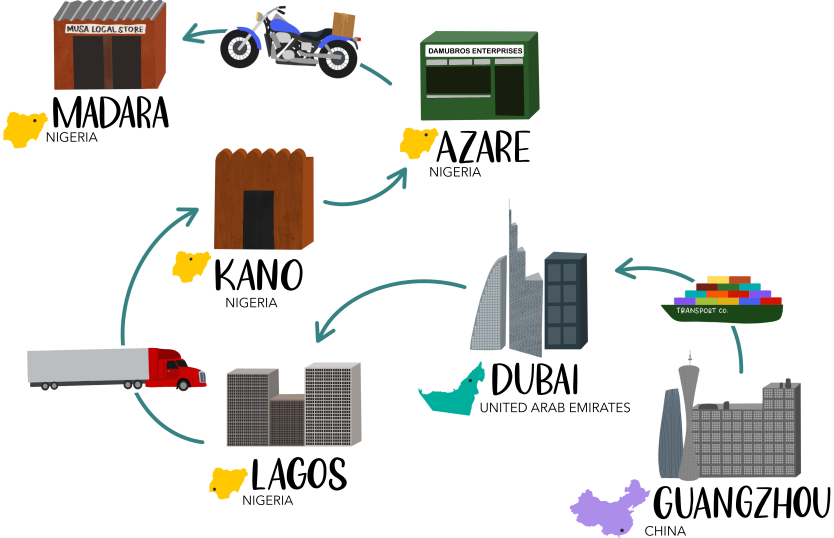 MUSA LOCAL STORE
MADARA
NIGERIA
DAMUBROS ENTERPRISES
AZARE
NIGERIA
KANO
NIGERIA
TRANSPORT CO.
DUBAI
UNITED ARAB EMIRATES
LAGOS
NIGERIA
GUANGZHOU
CHINA